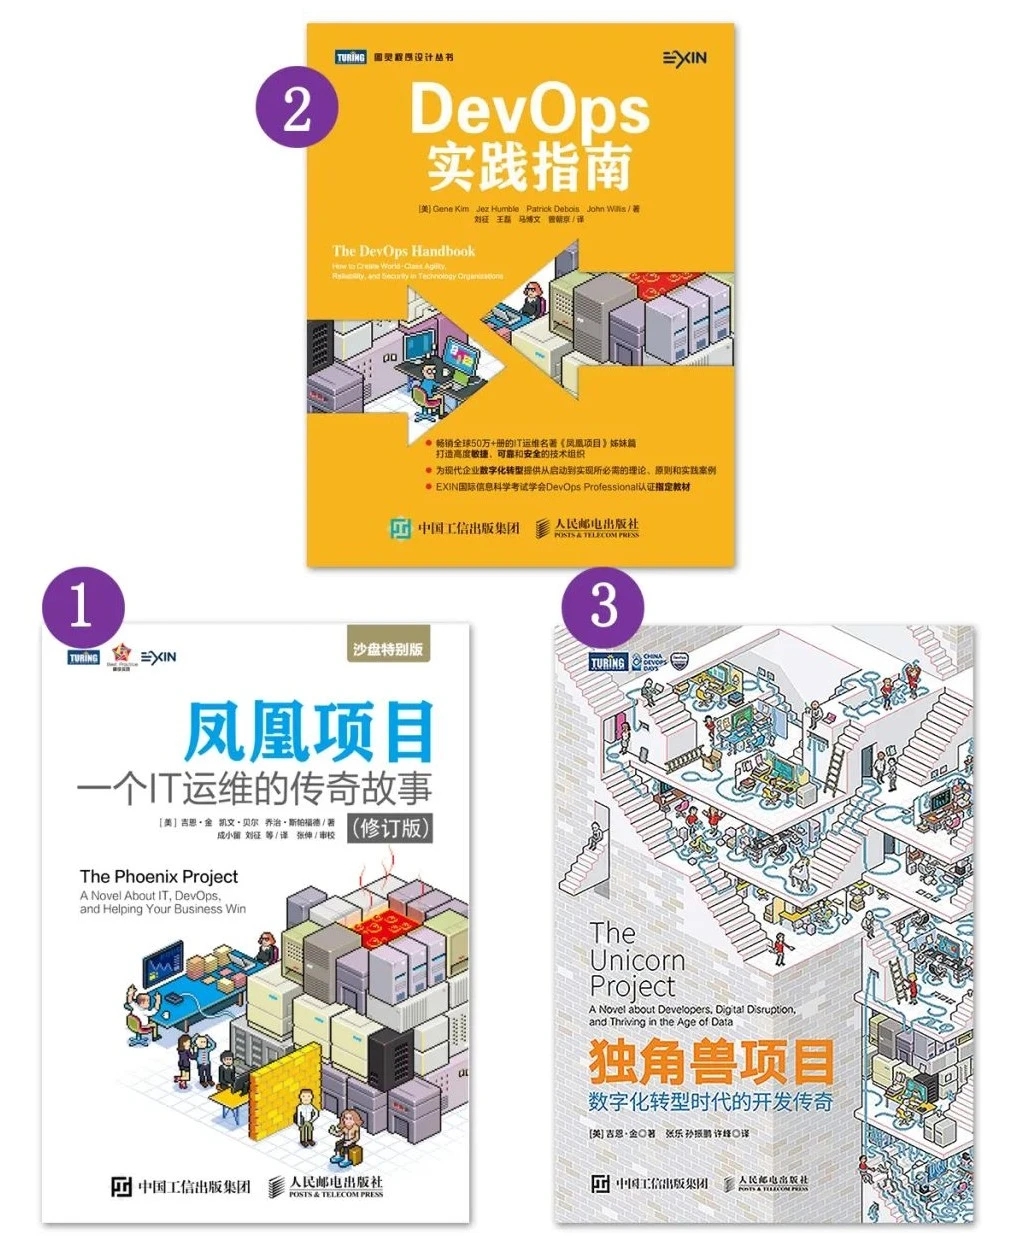 2
TURING 图灵程序设计丛书
EXIN
DevOps
实践指南
[美] Gene Kim Jez Humble Patrick Debois John Willis / 著
刘征 王磊 马博文 曾朝京 / 译
The DevOps Handbook
How to Create World-Class Agility,
Reliability, and Security in Technology Organizations
畅销全球50万+册的IT运维名著《凤凰项目》姊妹篇
打造高度敏捷、可靠和安全的技术组织
为现代企业数字化转型提供从启动到实现所必需的理论、原则和实践案例
EXIN国际信息科学考试学会DevOps Professional认证指定教材
中国工信出版集团
人民邮电出版社
POSTS & TELECOM PRESS
1
TURING
Best Practice
EXIN
沙盘特别版
凤凰项目
一个IT运维的传奇故事
[美] 吉恩·金 凯文·贝尔 乔治·斯帕福德 / 著
成小留 刘征 等 / 译 张伸 / 审校
(修订版)
The Phoenix Project
A Novel About IT, DevOps,
and Helping Your Business Win
中国工信出版集团
人民邮电出版社
POSTS & TELECOM PRESS
3
TURING
CHINA
DEVOPS
DAYS
The
Unicorn
Project
A Novel about Developers, Digital Disruption,
and Thriving in the Age of Data
独角兽项目
数字化转型时代的开发传奇
[美] 吉恩·金◎著 张乐 孙振鹏 许峰◎译
中国工信出版集团
人民邮电出版社
POSTS & TELECOM PRESS